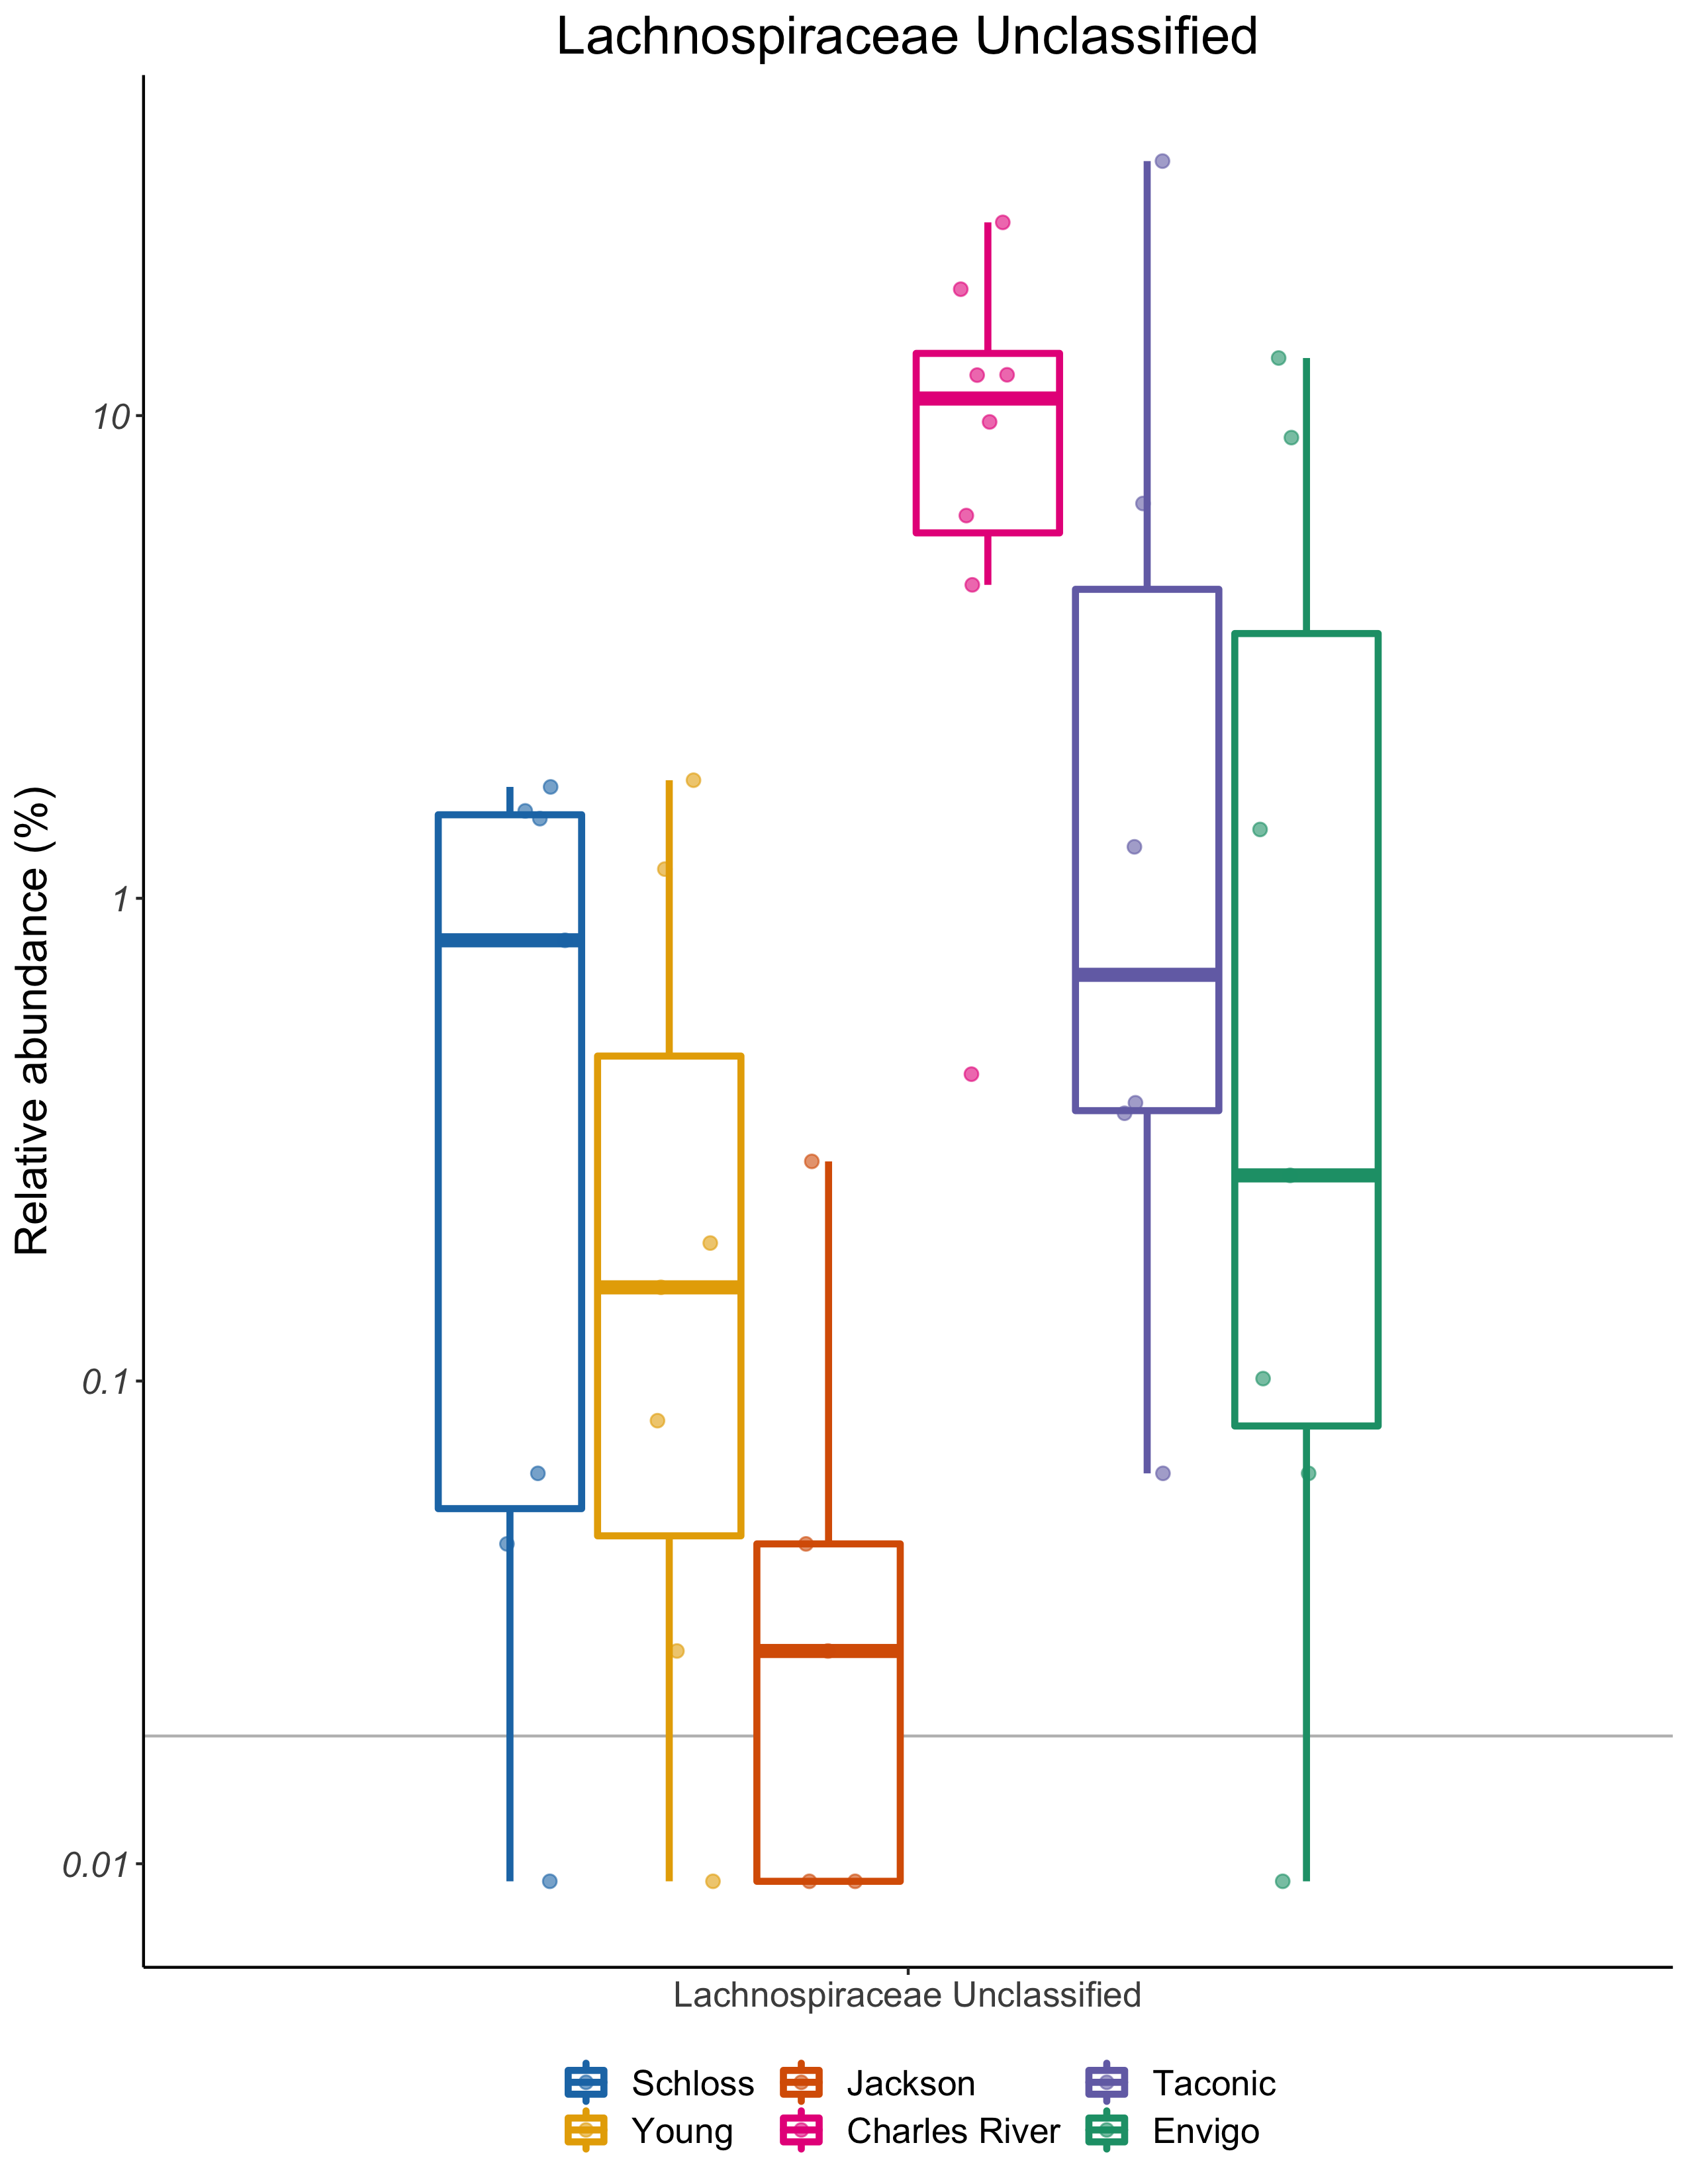 Lachnospiraceae Unclassified
Relative abundance (%)
10
1
0.1
0.01
Lachnospiraceae Unclassified
Schloss Jackson Taconic
Young Charles River Envigo